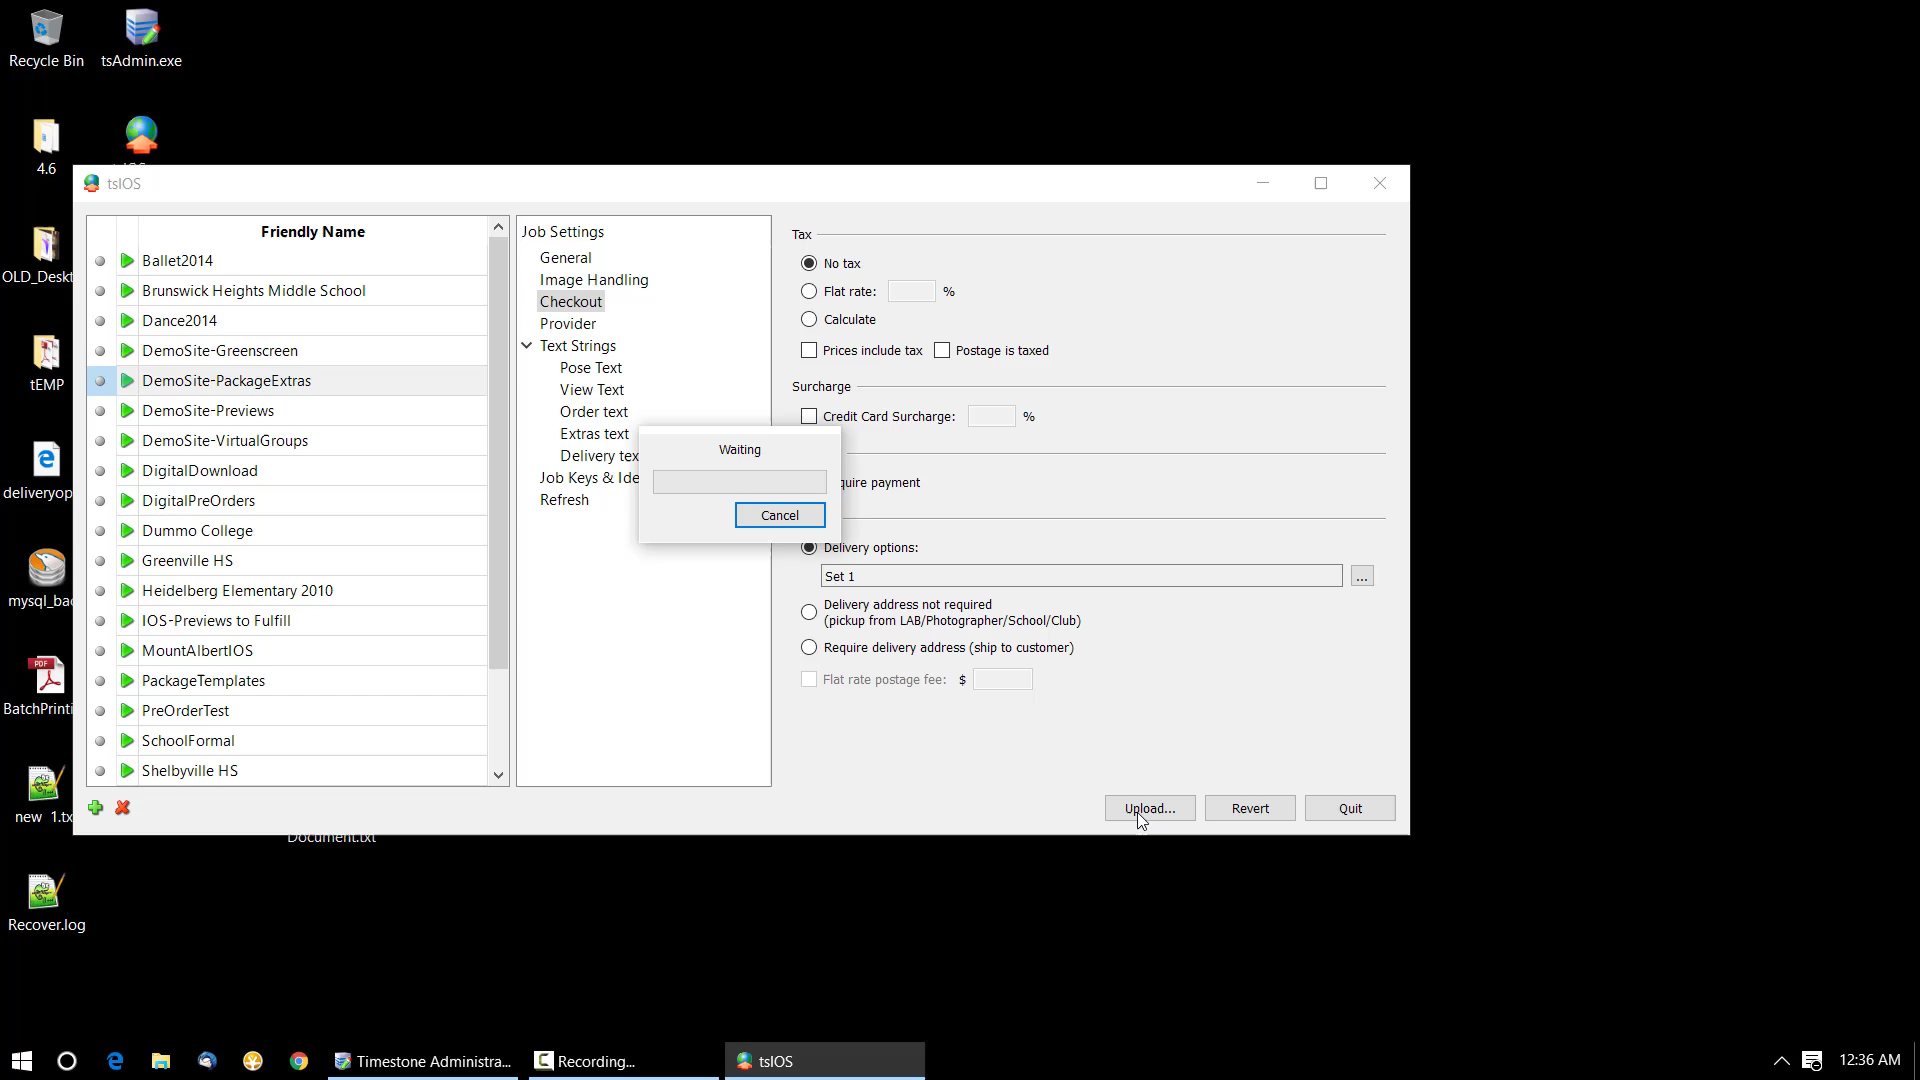 Recycle Bin
tsAdmin.exe
4.6
tsIOS
OLD_Deskt
Friendly Name
Ballet2014
Brunswick Heights Middle School
Dance2014
DemoSite-Greenscreen
DemoSite-PackageExtras
DemoSite-Previews
DemoSite-VirtualGroups
DigitalDownload
DigitalPreOrders
Dummo College
Greenville HS
Heidelberg Elementary 2010
IOS-Previews to Fulfill
MountAlbertIOS
PackageTemplates
PreOrderTest
SchoolFormal
Shelbyville HS
Job Settings
General
Image Handling
Checkout
Provider
Text Strings
Pose Text
View Text
Order text
Extras text
Delivery tex
Job Keys & Ide
Refresh
Waiting
Cancel
Tax
No tax
Flat rate: %
Calculate
Prices include tax Postage is taxed
Surcharge
Credit Card Surcharge: %
quire payment
Delivery options:
Set 1
...
Delivery address not required
(pickup from LAB/Photographer/School/Club)
Require delivery address (ship to customer)
Flat rate postage fee: $
Upload... Revert Quit
tEMP
deliveryop
mysql_bac
PDF
BatchPrinti
new 1.tx
Document.txt
Recover.log
Timestone Administra...
Recording...
tsIOS
12:36 AM